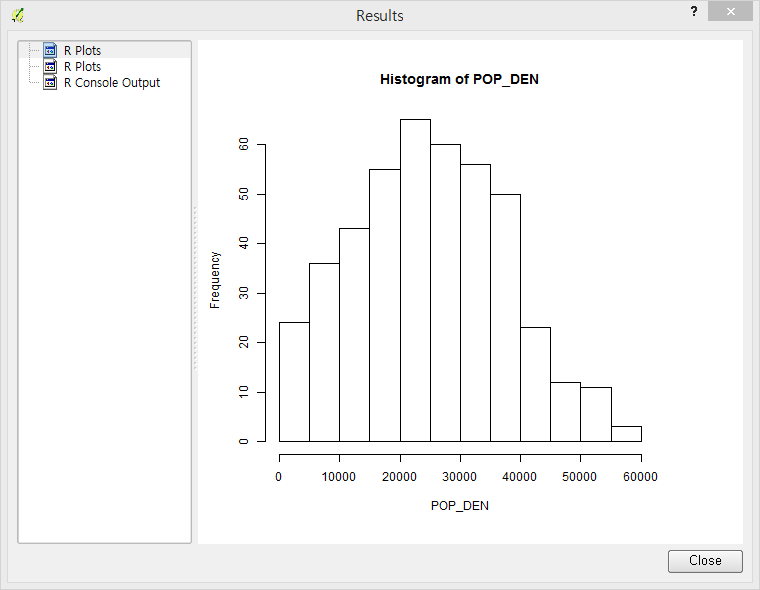 Results
?
R Plots
R Plots
R Console Output
Histogram of POP_DEN
60
50
40
30
20
10
0
Frequency
0 10000 20000 30000 40000 50000 60000
POP_DEN
Close